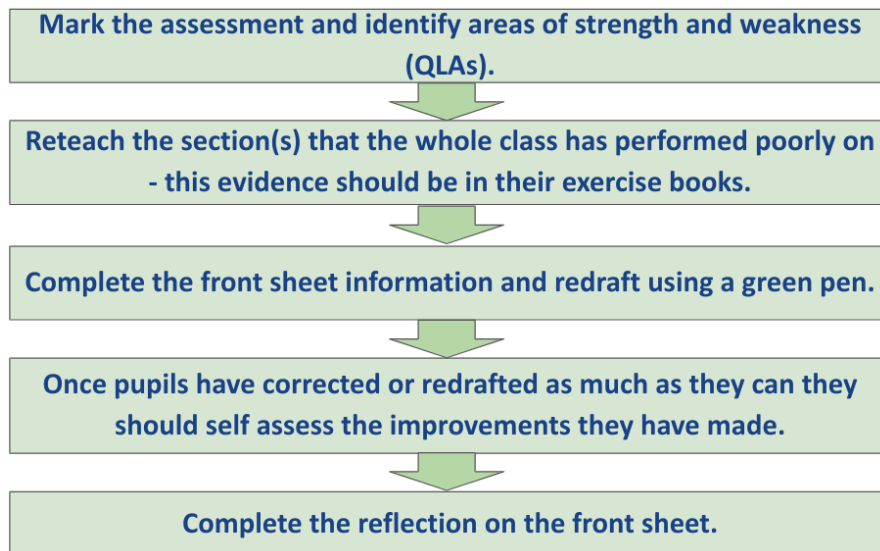 Mark the assessment and identify areas of strength and weakness
(QLAs).
Reteach the section(s) that the whole class has performed poorly on
- this evidence should be in their exercise books.
Complete the front sheet information and redraft using a green pen.
Once pupils have corrected or redrafted as much as they can they
should self assess the improvements they have made.
Complete the reflection on the front sheet.